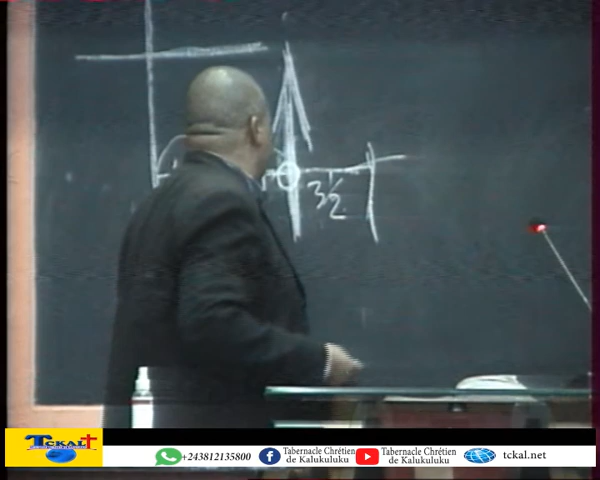 3½
TCKAL
+243812135800
Tabernacle Chrétien
de Kalukuluku
Tabernacle Chrétien
de Kalukuluku
tckal.net